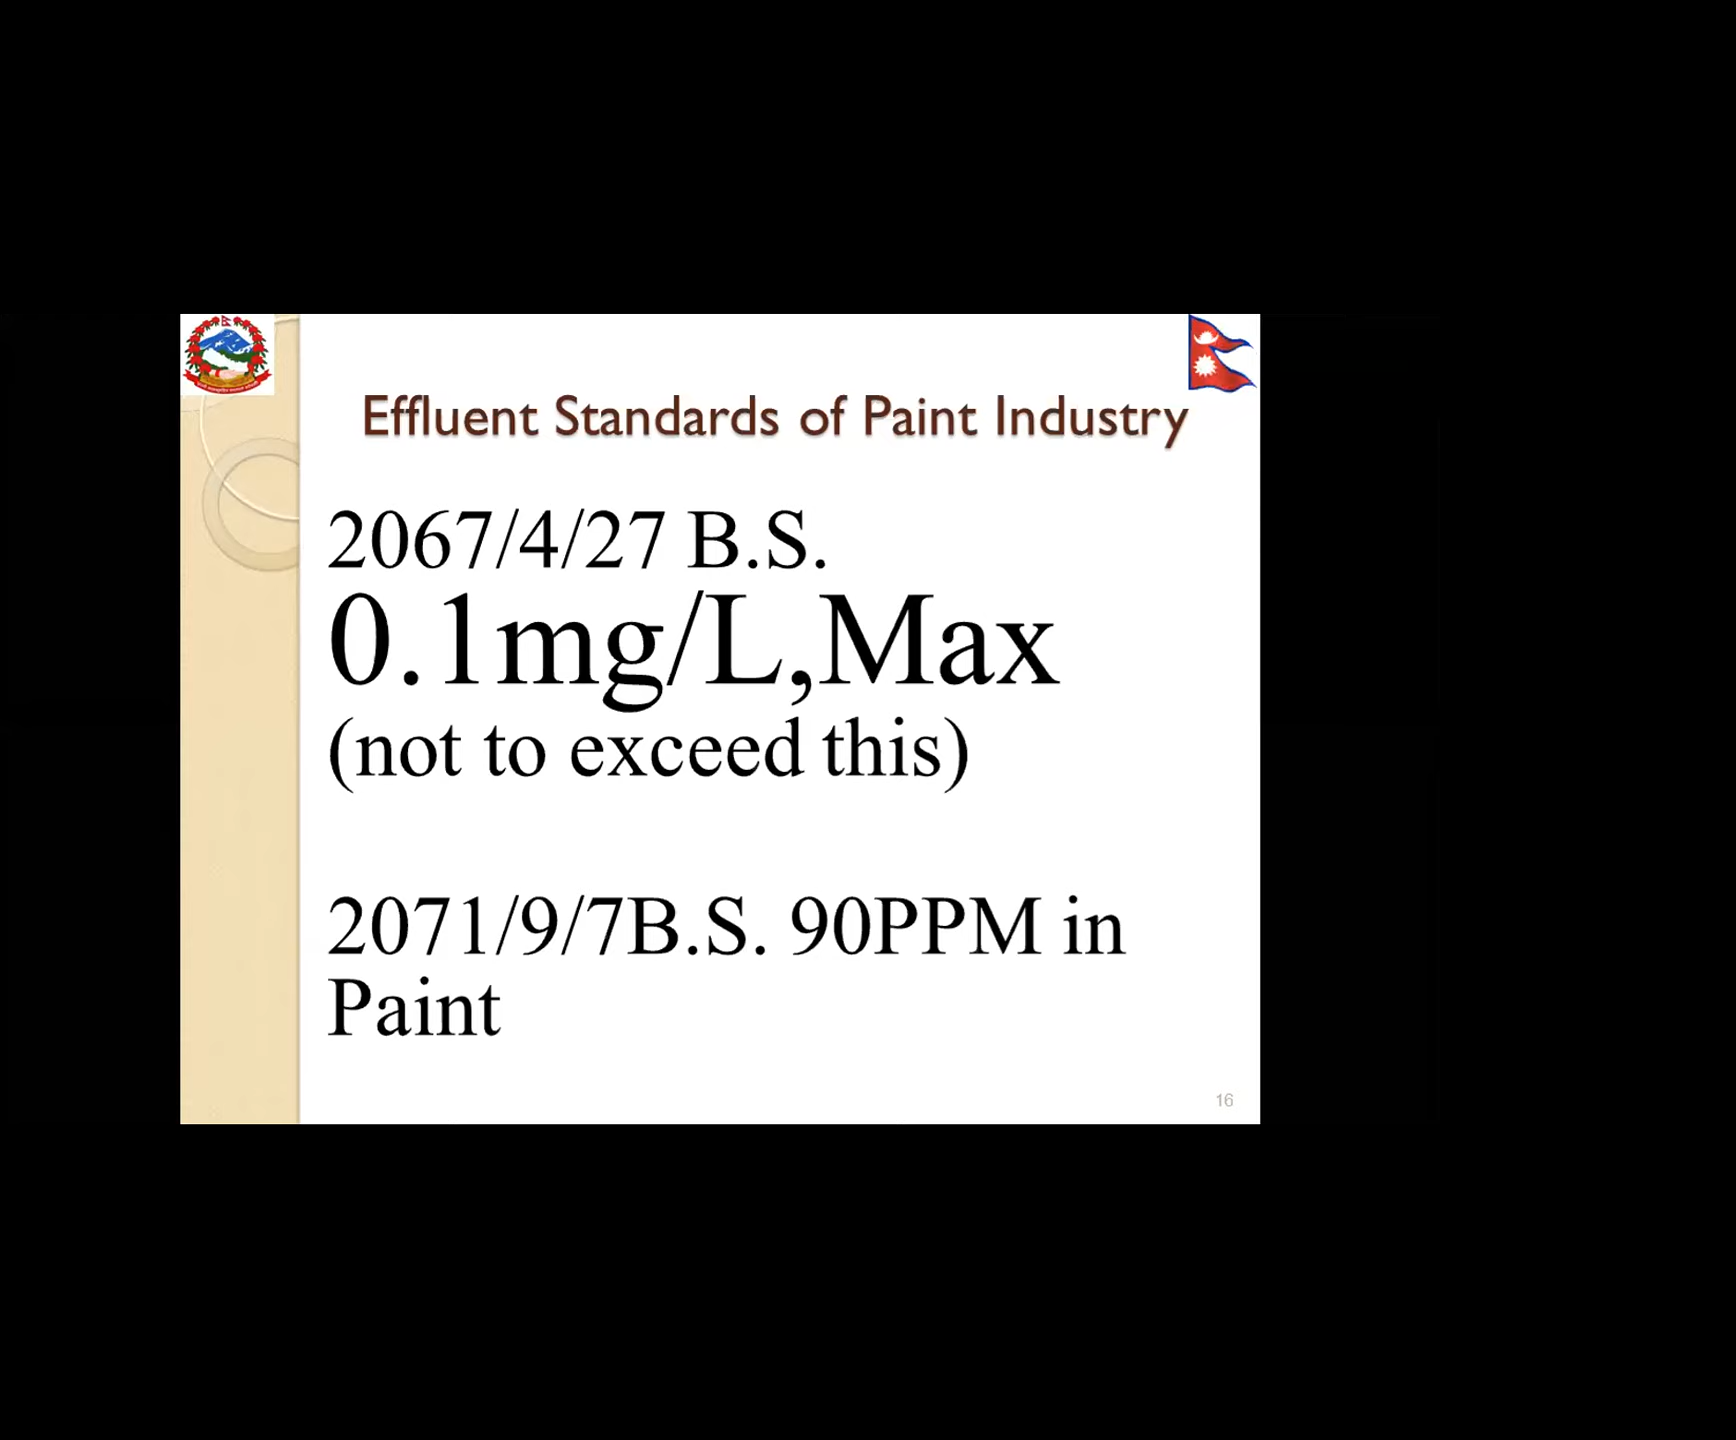 Effluent Standards of Paint Industry
2067/4/27 B.S.
0.1mg/L,Max
(not to exceed this)
2071/9/7B.S. 90PPM in
Paint
16